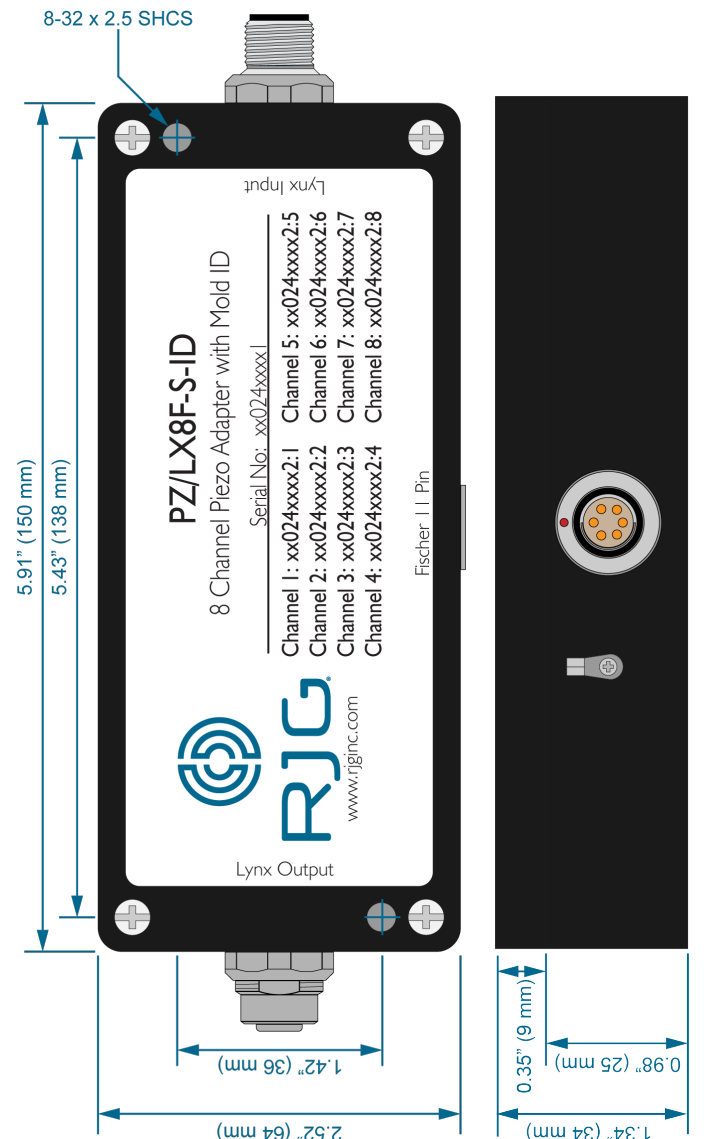 8-32 x 2.5 SHCS
Lynx Input
PZ/LX8F-S-ID
8 Channel Piezo Adapter with Mold ID
Serial No: xx024xxxx1
Channel 1: xx024xxxx2:1 Channel 5: xx024xxxx2:5
Channel 2: xx024xxxx2:2 Channel 6: xx024xxxx2:6
Channel 3: xx024xxxx2:3 Channel 7: xx024xxxx2:7
Channel 4: xx024xxxx2:4 Channel 8: xx024xxxx2:8
Fischer 11 Pin
RJG
www.rjginc.com
Lynx Output
5.91” (150 mm)
5.43” (138 mm)
1.42” (36 mm)
2.52” (64 mm)
0.35” (9 mm)
0.98” (25 mm)
1.34” (34 mm)